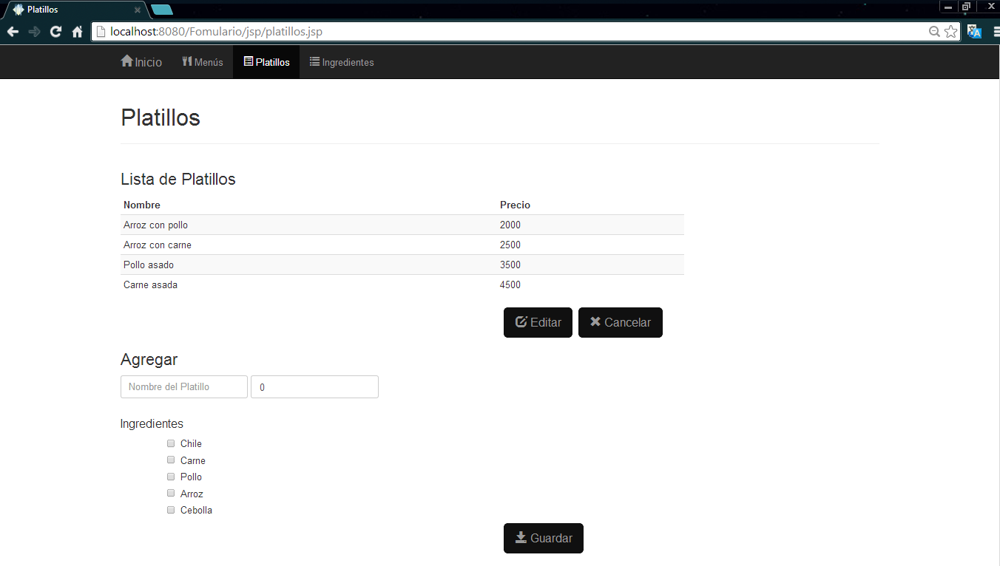 Platillos
localhost:8080/Fomulario/jsp/platillos.jsp
Inicio Menús Platillos Ingredientes
Platillos
Lista de Platillos
Nombre Precio
Arroz con pollo 2000
Arroz con carne 2500
Pollo asado 3500
Carne asada 4500
Editar Cancelar
Agregar
Nombre del Platillo 0
Ingredientes
Chile
Carne
Pollo
Arroz
Cebolla
Guardar